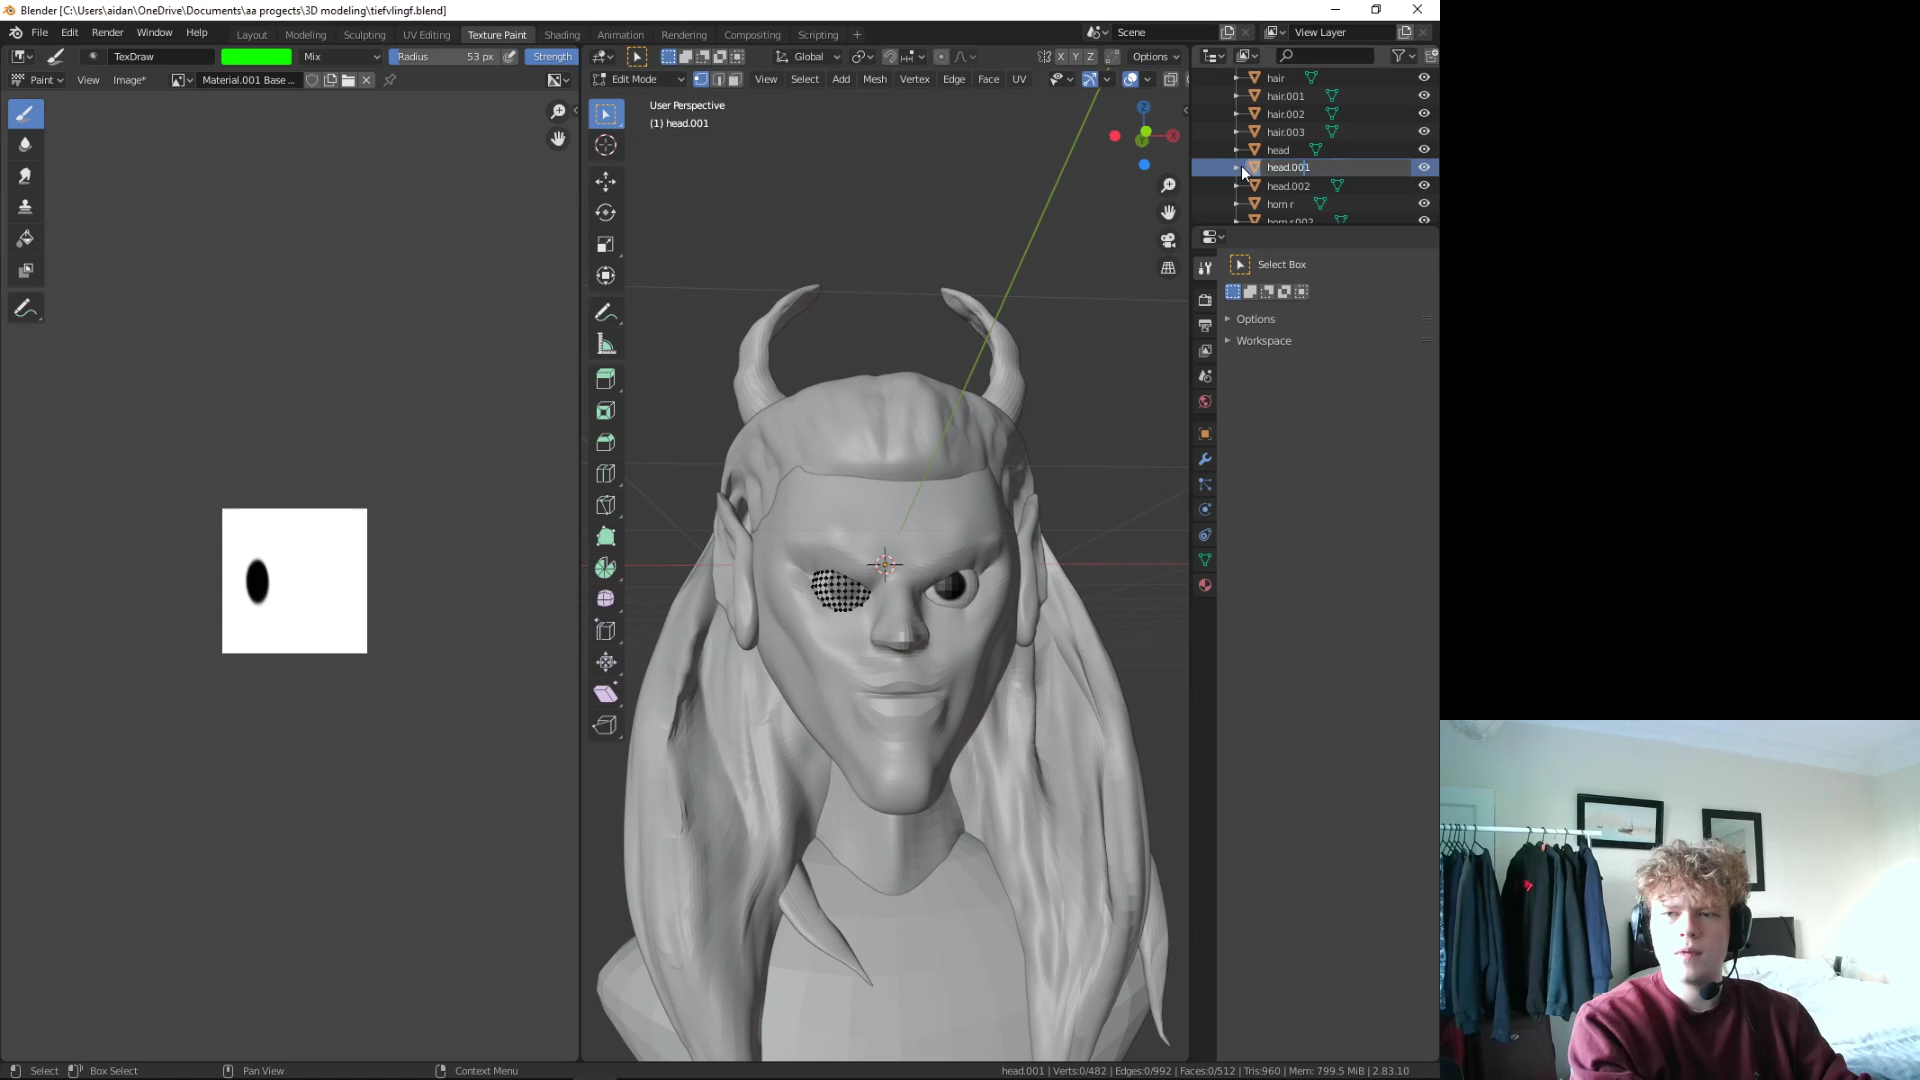 Blender [C:\Users\aidan\OneDrive\Documents\aa progects\3D modeling\tiefvlingf.blend]
File Edit Render Window Help Layout Modeling Sculpting UV Editing Texture Paint Shading Animation Rendering Compositing Scripting + Scene View Layer
TexDraw Mix Radius 53 px Strength Global X Y Z Options
Paint View Image* Material.001 Base ... Edit Mode View Select Add Mesh Vertex Edge Face UV
User Perspective
(1) head.001
Z
X
Y
hair
hair.001
hair.002
hair.003
head
head.001
head.002
horn r
horn r.002
Select Box
Options
Workspace
Select Box Select Pan View Context Menu head.001 | Verts:0/482 | Edges:0/992 | Faces:0/512 | Tris:960 | Mem: 799.5 MiB | 2.83.10